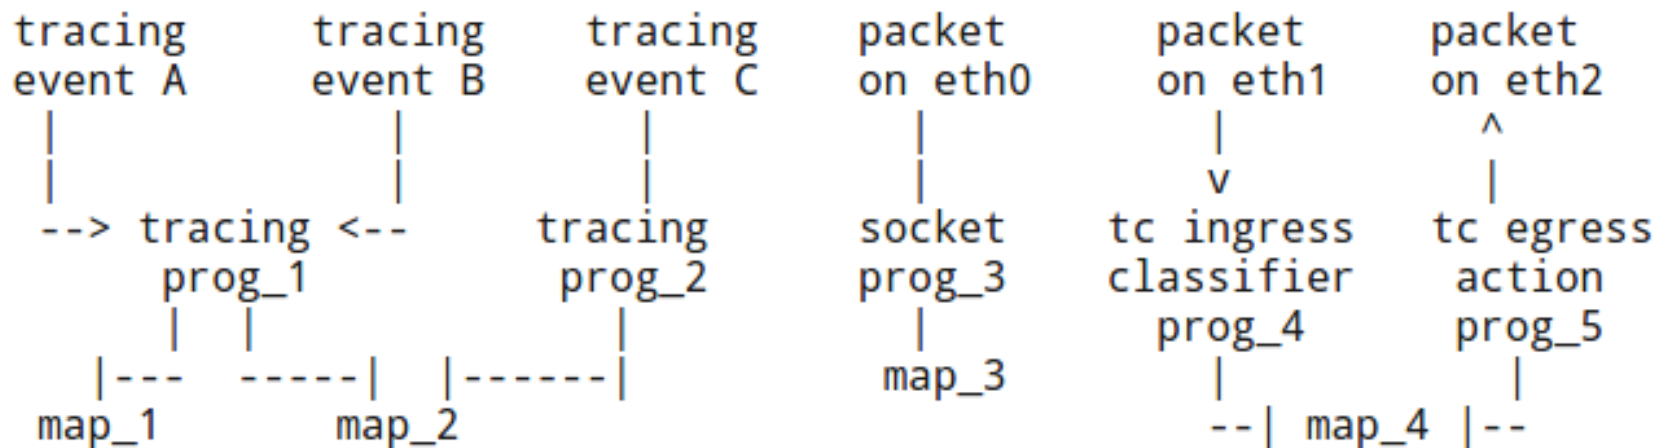 tracing     tracing     tracing     packet      packet     packet
event A     event B     event C     on eth0     on eth1    on eth2
 |             |         |          |           |          ^
 |             |         |          |           v          |
 --> tracing <--     tracing      socket    tc ingress   tc egress
      prog_1          prog_2      prog_3    classifier    action
      |  |              |           |         prog_4      prog_5
   |---  -----|  |------|          map_3        |           |
 map_1       map_2                              --| map_4 |--